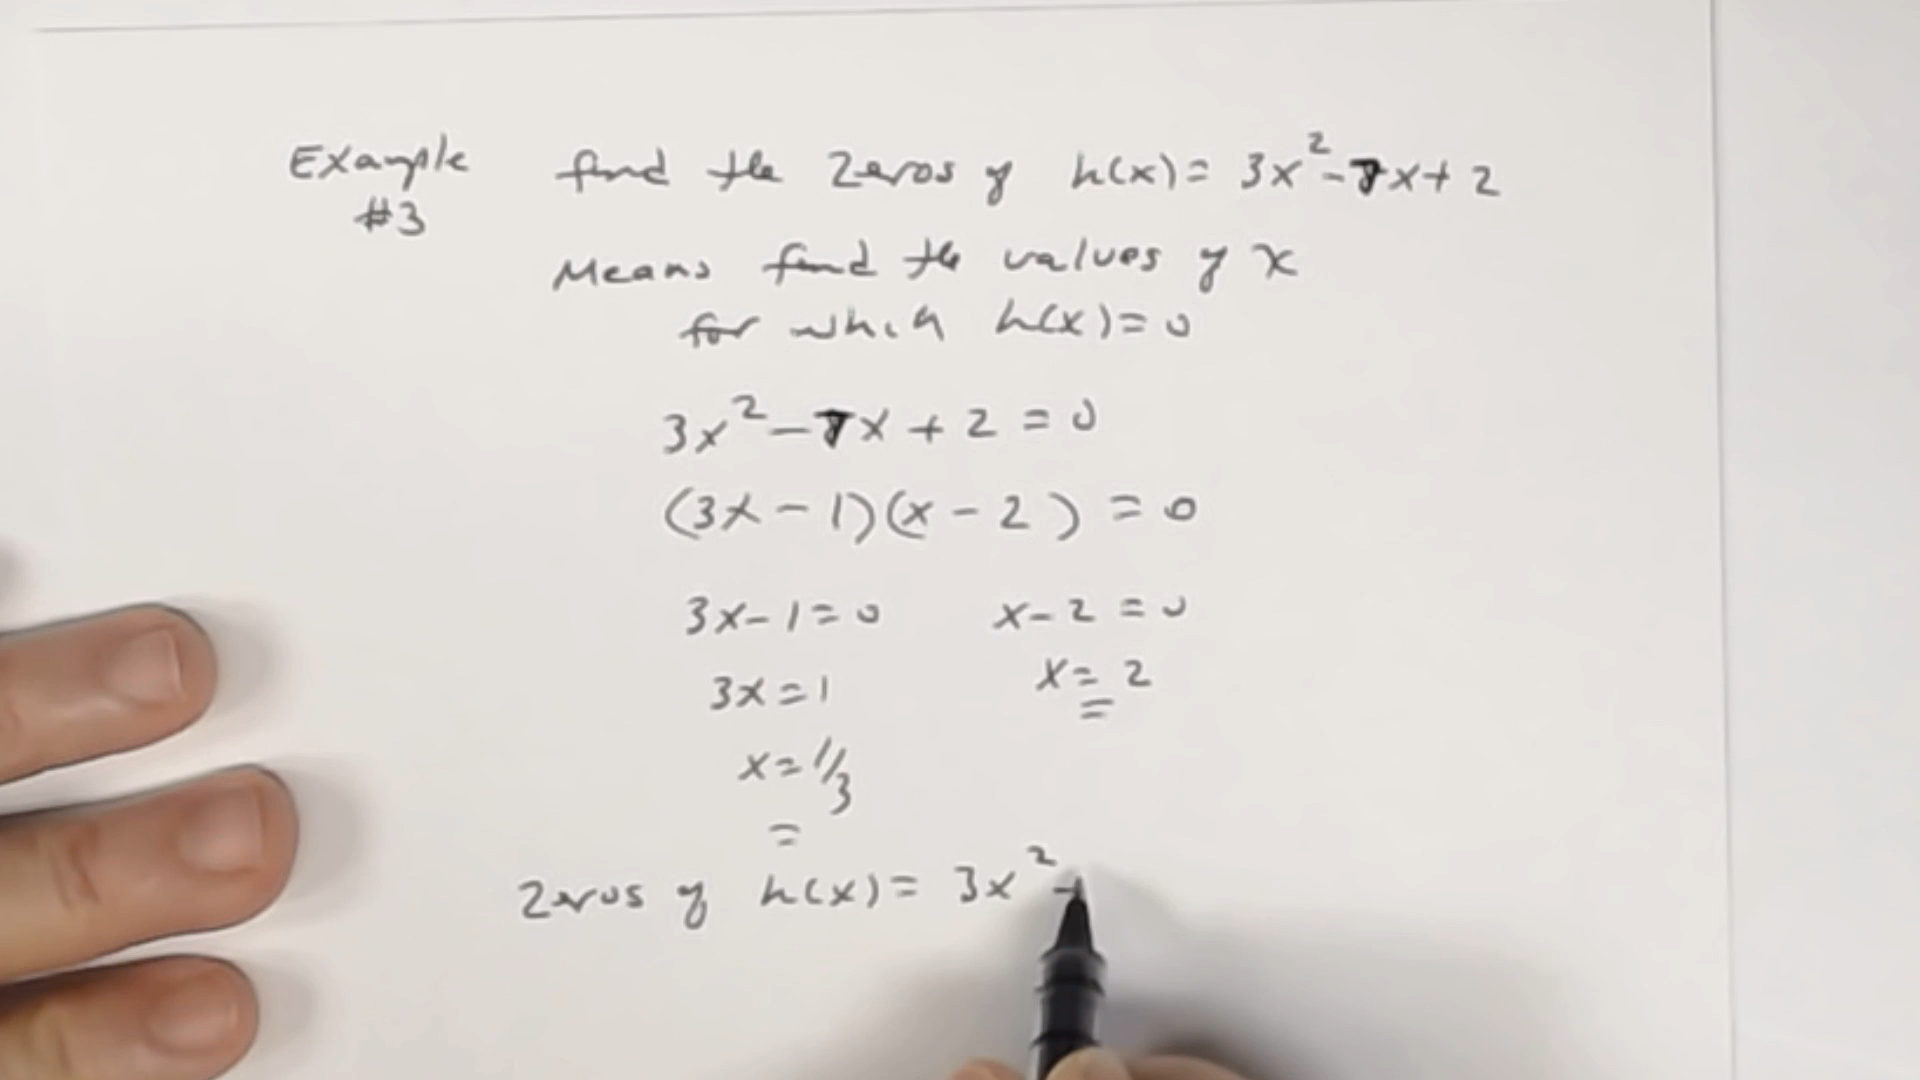 Example find the zeros of h(x) = 3x² - 7x + 2
#3
Means find the values of x
for which h(x) = 0
3x² - 7x + 2 = 0
(3x - 1)(x - 2) = 0
3x - 1 = 0 x - 2 = 0
3x = 1 x = 2
x = 1/3
zeros of h(x) = 3x² -